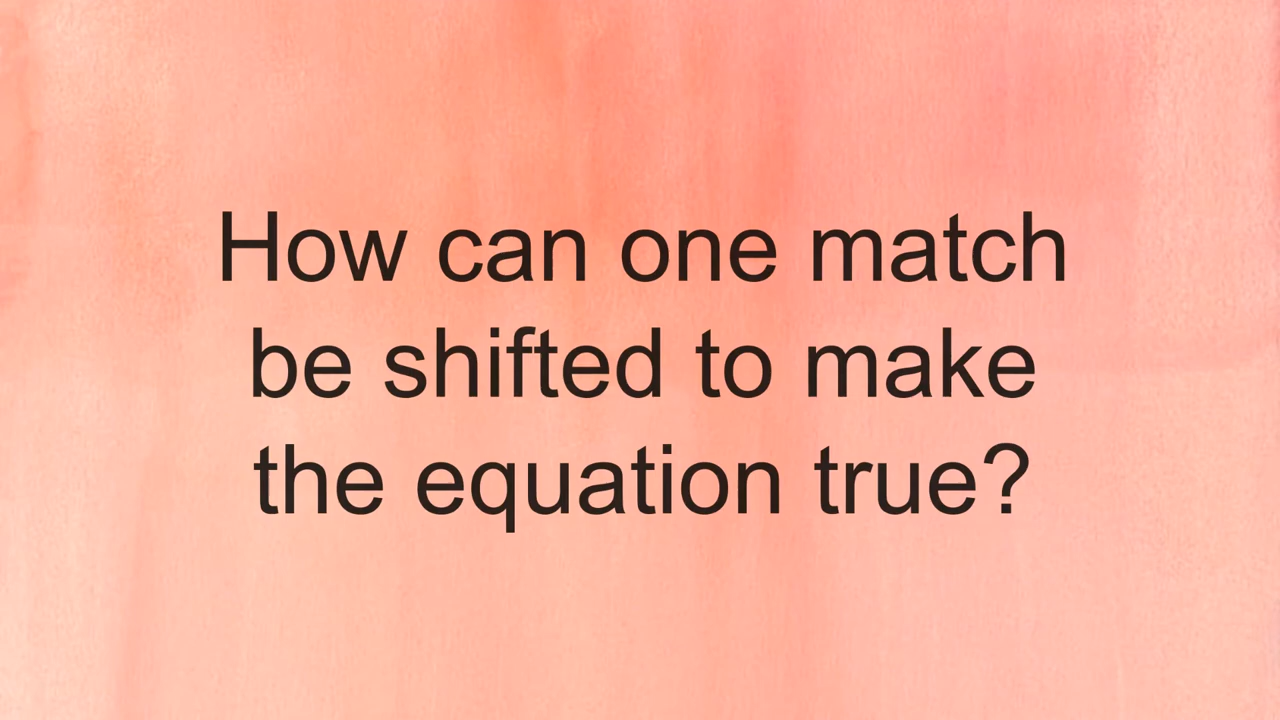 How can one match
be shifted to make
the equation true?